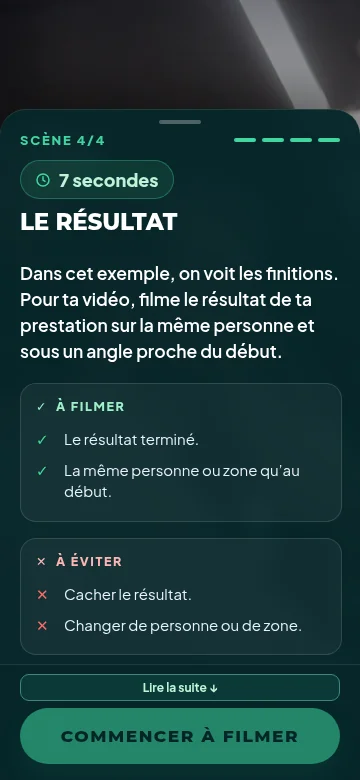 SCÈNE 4/4
7 secondes
LE RÉSULTAT
Dans cet exemple, on voit les finitions.
Pour ta vidéo, filme le résultat de ta
prestation sur la même personne et
sous un angle proche du début.
✓ À FILMER
✓ Le résultat terminé.
✓ La même personne ou zone qu'au
début.
✕ À ÉVITER
✕ Cacher le résultat.
✕ Changer de personne ou de zone.
Lire la suite ↓
COMMENCER À FILMER